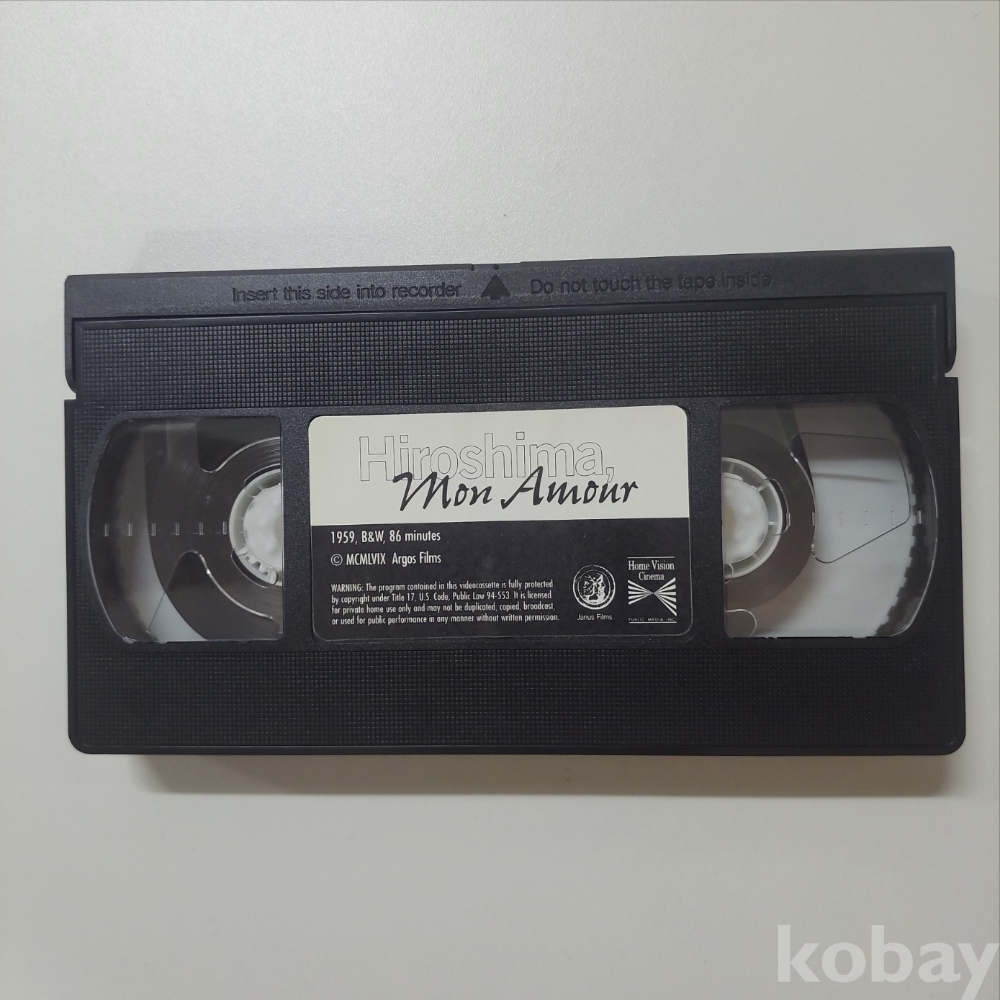 Insert this side into recorder Do not touch the tape inside
Hiroshima,
Mon Amour
1959, B&W, 86 minutes
© MCMLVIX Argos Films
WARNING: The program contained in this videocassette is fully protected
by copyright under Title 17, U.S. Code, Public Law 94-553. It is licensed
for private home use only and may not be duplicated, copied, broadcast,
or used for public performance in any manner without written permission.
Janus Films
Home Vision
Cinema
PUBLIC MEDIA INC.
kobay